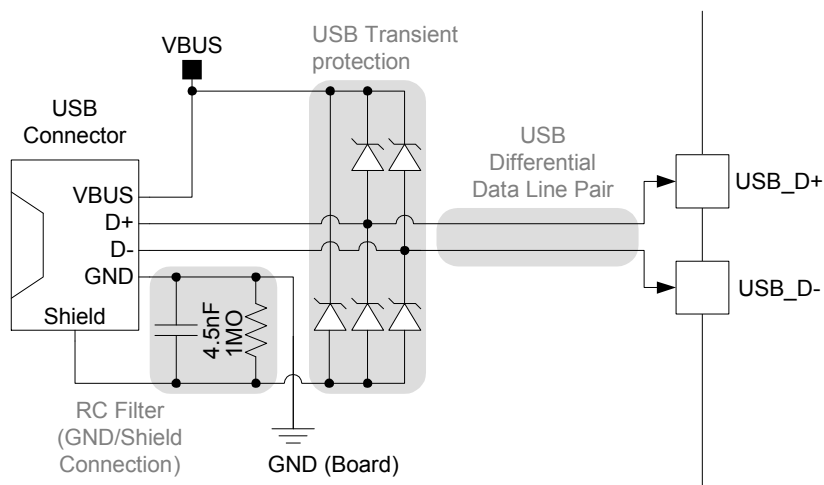 USB Transient
protection
VBUS
USB
Connector
USB
Differential
Data Line Pair
VBUS
D+
D-
GND
Shield
4.5nF
1MO
USB_D+
USB_D-
RC Filter
(GND/Shield
Connection)
GND (Board)